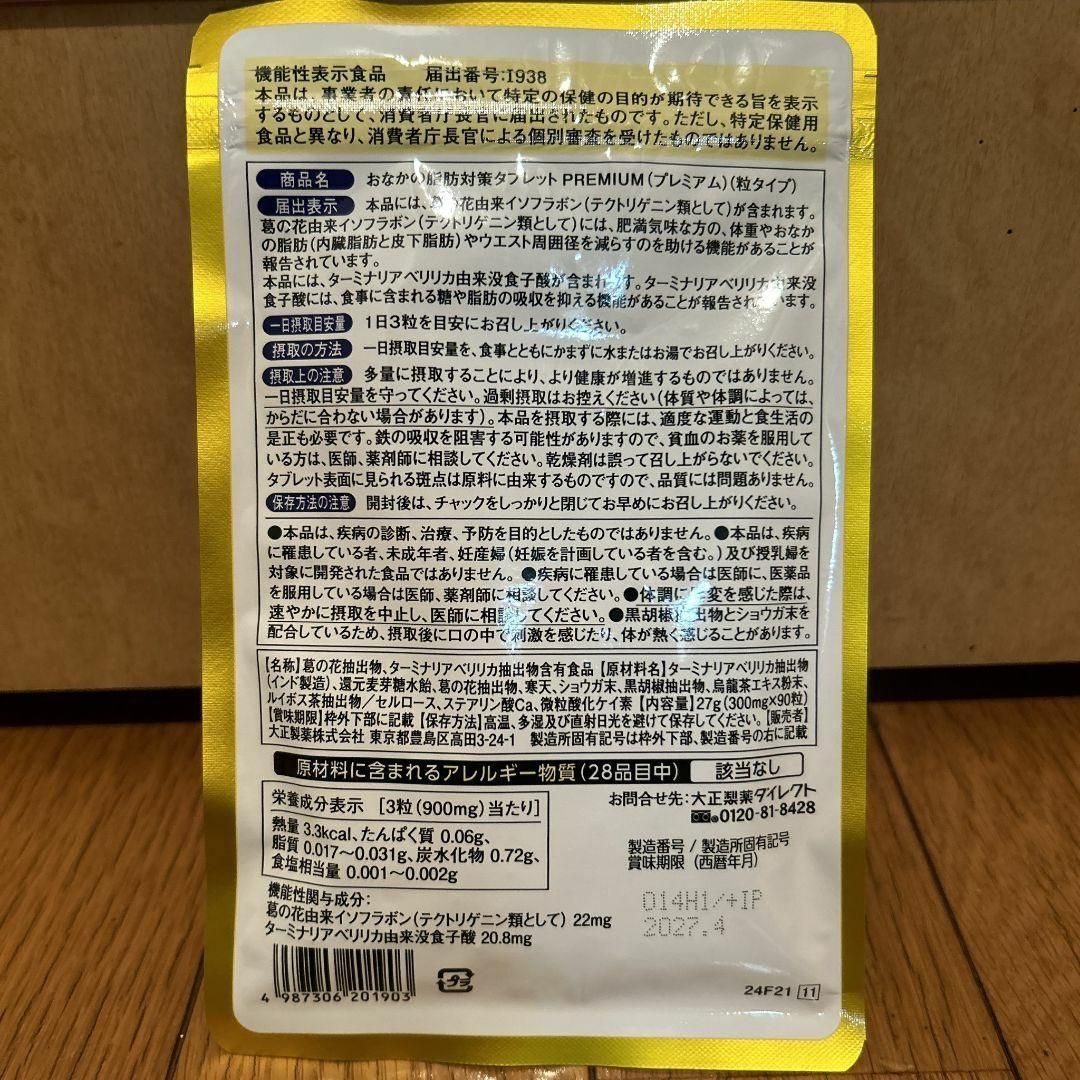 機能性表示食品 届出番号:I938
本品は、事業者の責任において特定の保健の目的が期待できる旨を表示
するものとして、消費者庁長官に届出されたものです。ただし、特定保健用
食品と異なり、消費者庁長官による個別審査を受けたものではありません。
商品名 おなかの脂肪対策タブレット PREMIUM(プレミアム)(粒タイプ)
届出表示 本品には、葛の花由来イソフラボン(テクトリゲニン類として)が含まれます。
葛の花由来イソフラボン(テクトリゲニン類として)には、肥満気味な方の、体重やおなか
の脂肪(内臓脂肪と皮下脂肪)やウエスト周囲径を減らすのを助ける機能があることが
報告されています。
本品には、ターミナリアベリリカ由来没食子酸が含まれます。ターミナリアベリリカ由来没
食子酸には、食事に含まれる糖や脂肪の吸収を抑える機能があることが報告されています。
一日摂取目安量 1日3粒を目安にお召し上がりください。
摂取の方法 一日摂取目安量を、食事とともにかまずに水またはお湯でお召し上がりください。
摂取上の注意 多量に摂取することにより、より健康が増進するものではありません。
一日摂取目安量を守ってください。過剰摂取はお控えください(体質や体調によっては、
からだに合わない場合があります)。本品を摂取する際には、適度な運動と食生活の
是正も必要です。鉄の吸収を阻害する可能性がありますので、貧血のお薬を服用して
いる方は、医師、薬剤師に相談してください。乾燥剤は誤って召し上がらないでください。
タブレット表面に見られる斑点は原料に由来するものですので、品質には問題ありません。
保存方法の注意 開封後は、チャックをしっかりと閉じてお早めにお召し上がりください。
●本品は、疾病の診断、治療、予防を目的としたものではありません。●本品は、疾病
に罹患している者、未成年者、妊産婦(妊娠を計画している者を含む。)及び授乳婦を
対象に開発された食品ではありません。●疾病に罹患している場合は医師に、医薬品
を服用している場合は医師、薬剤師に相談してください。●体調に異変を感じた際は、
速やかに摂取を中止し、医師に相談してください。●黒胡椒抽出物とショウガ末を
配合しているため、摂取後に口の中で刺激を感じたり、体が熱く感じることがあります。
【名称】葛の花抽出物、ターミナリアベリリカ抽出物含有食品【原材料名】ターミナリアベリリカ抽出物
(インド製造)、還元麦芽糖水飴、葛の花抽出物、寒天、ショウガ末、黒胡椒抽出物、烏龍茶エキス粉末、
ルイボス茶抽出物/セルロース、ステアリン酸Ca、微粒酸化ケイ素【内容量】27g(300mg×90粒)
【賞味期限】枠外下部に記載【保存方法】高温、多湿及び直射日光を避けて保存してください。【販売者】
大正製薬株式会社 東京都豊島区高田3-24-1 製造所固有記号は枠外下部、製造番号の右に記載
原材料に含まれるアレルギー物質(28品目中) 該当なし
栄養成分表示 [3粒(900mg)当たり]
熱量 3.3kcal、たんぱく質 0.06g、
脂質 0.017～0.031g、炭水化物 0.72g、
食塩相当量 0.001～0.002g
機能性関与成分:
葛の花由来イソフラボン(テクトリゲニン類として) 22mg
ターミナリアベリリカ由来没食子酸 20.8mg
お問合せ先:大正製薬ダイレクト
0120-81-8428
製造番号 / 製造所固有記号
賞味期限 (西暦年月)
014H1/+IP
2027.4
4 987306 201903
プラ
24F21 [11]